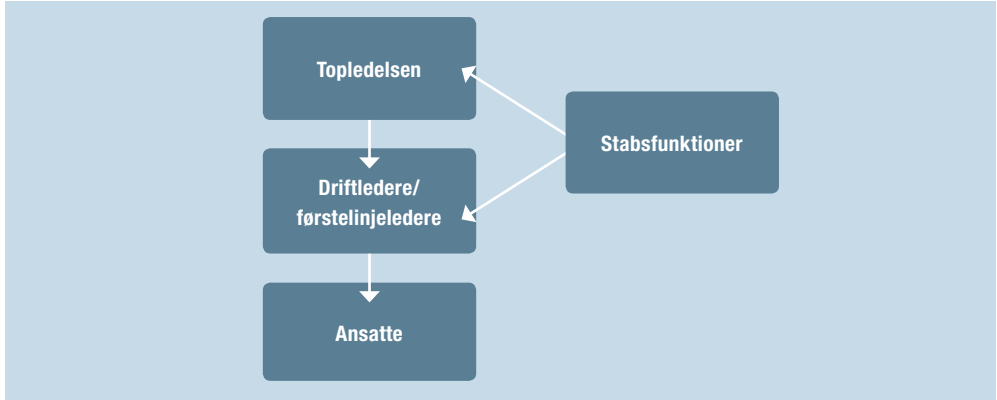 Topledelsen
Stabsfunktioner
Driftledere/
førstelinjeledere
Ansatte